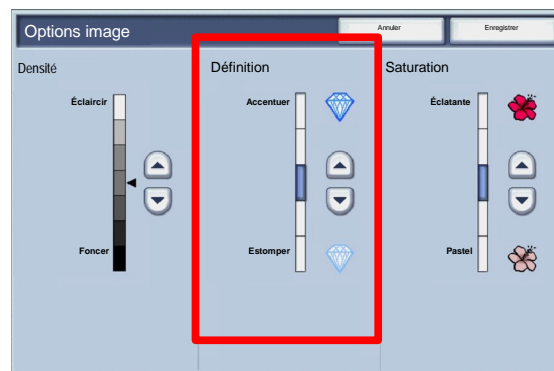 Options image
Annuler
Enregistrer
Densité
Définition
Saturation
Éclaircir
Accentuer
Éclatante
Foncer
Estomper
Pastel